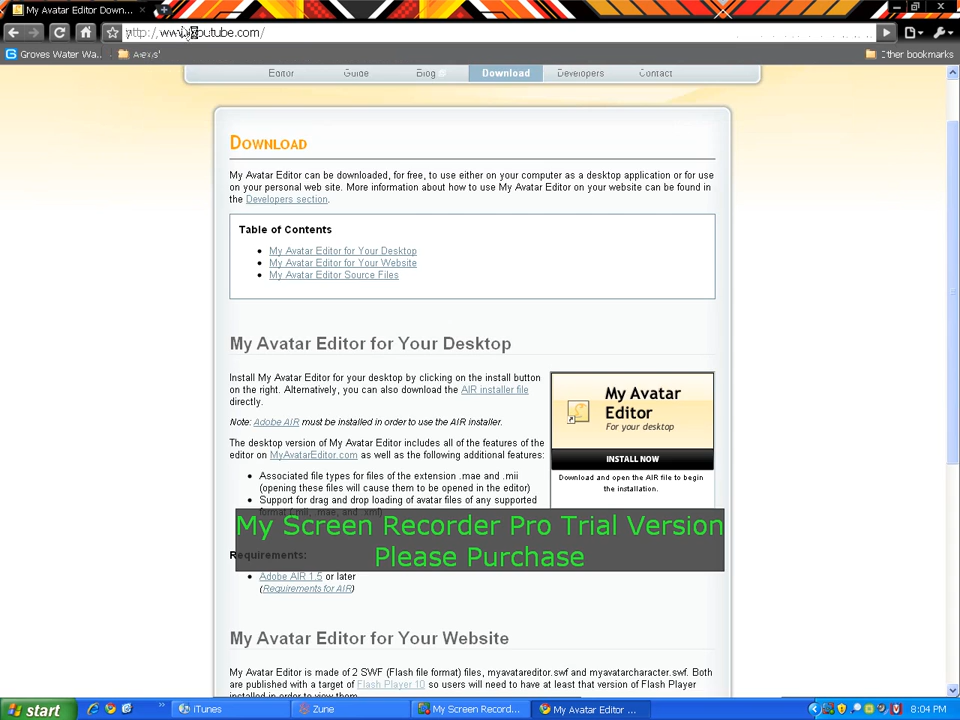 My Avatar Editor Down...
http://www.youtube.com/
Groves Water Wa...
Alexis'
Other bookmarks
Editor Guide Blog Download Developers Contact
Download
My Avatar Editor can be downloaded, for free, to use either on your computer as a desktop application or for use
on your personal web site. More information about how to use My Avatar Editor on your website can be found in
the Developers section.
Table of Contents
My Avatar Editor for Your Desktop
My Avatar Editor for Your Website
My Avatar Editor Source Files
My Avatar Editor for Your Desktop
Install My Avatar Editor for your desktop by clicking on the install button
on the right. Alternatively, you can also download the AIR installer file
directly.
Note: Adobe AIR must be installed in order to use the AIR installer.
The desktop version of My Avatar Editor includes all of the features of the
editor on MyAvatarEditor.com as well as the following additional features:
Associated file types for files of the extension .mae and .mii
(opening these files will cause them to be opened in the editor)
Support for drag and drop loading of avatar files of any supported
format (.mii, .mae, and .xml)
My Avatar
Editor
For your desktop
INSTALL NOW
Download and open the AIR file to begin
the installation.
My Screen Recorder Pro Trial Version
Please Purchase
Requirements:
Adobe AIR 1.5 or later
(Requirements for AIR)
My Avatar Editor for Your Website
My Avatar Editor is made of 2 SWF (Flash file format) files, myavatareditor.swf and myavatarcharacter.swf. Both
are published with a target of Flash Player 10 so users will need to have at least that version of Flash Player
installed in order to view them.
start
iTunes
Zune
My Screen Record...
My Avatar Editor ...
8:04 PM